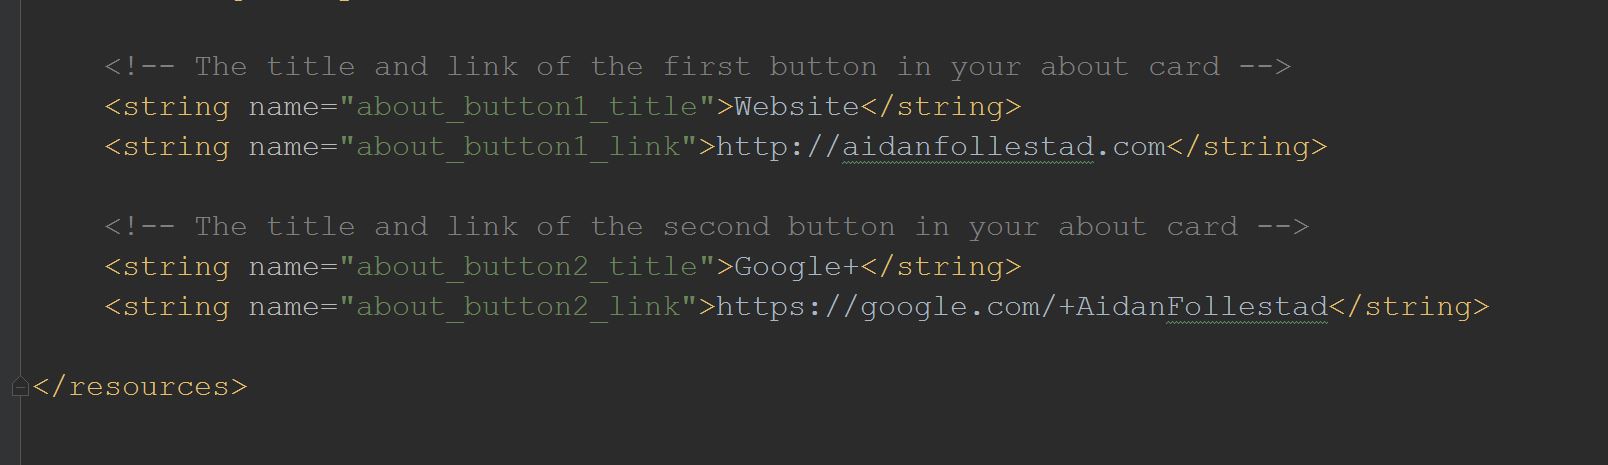 <!-- The title and link of the first button in your about card -->
<string name="about_button1_title">Website</string>
<string name="about_button1_link">http://aidanfollestad.com</string>
<!-- The title and link of the second button in your about card -->
<string name="about_button2_title">Google+</string>
<string name="about_button2_link">https://google.com/+AidanFollestad</string>
</resources>